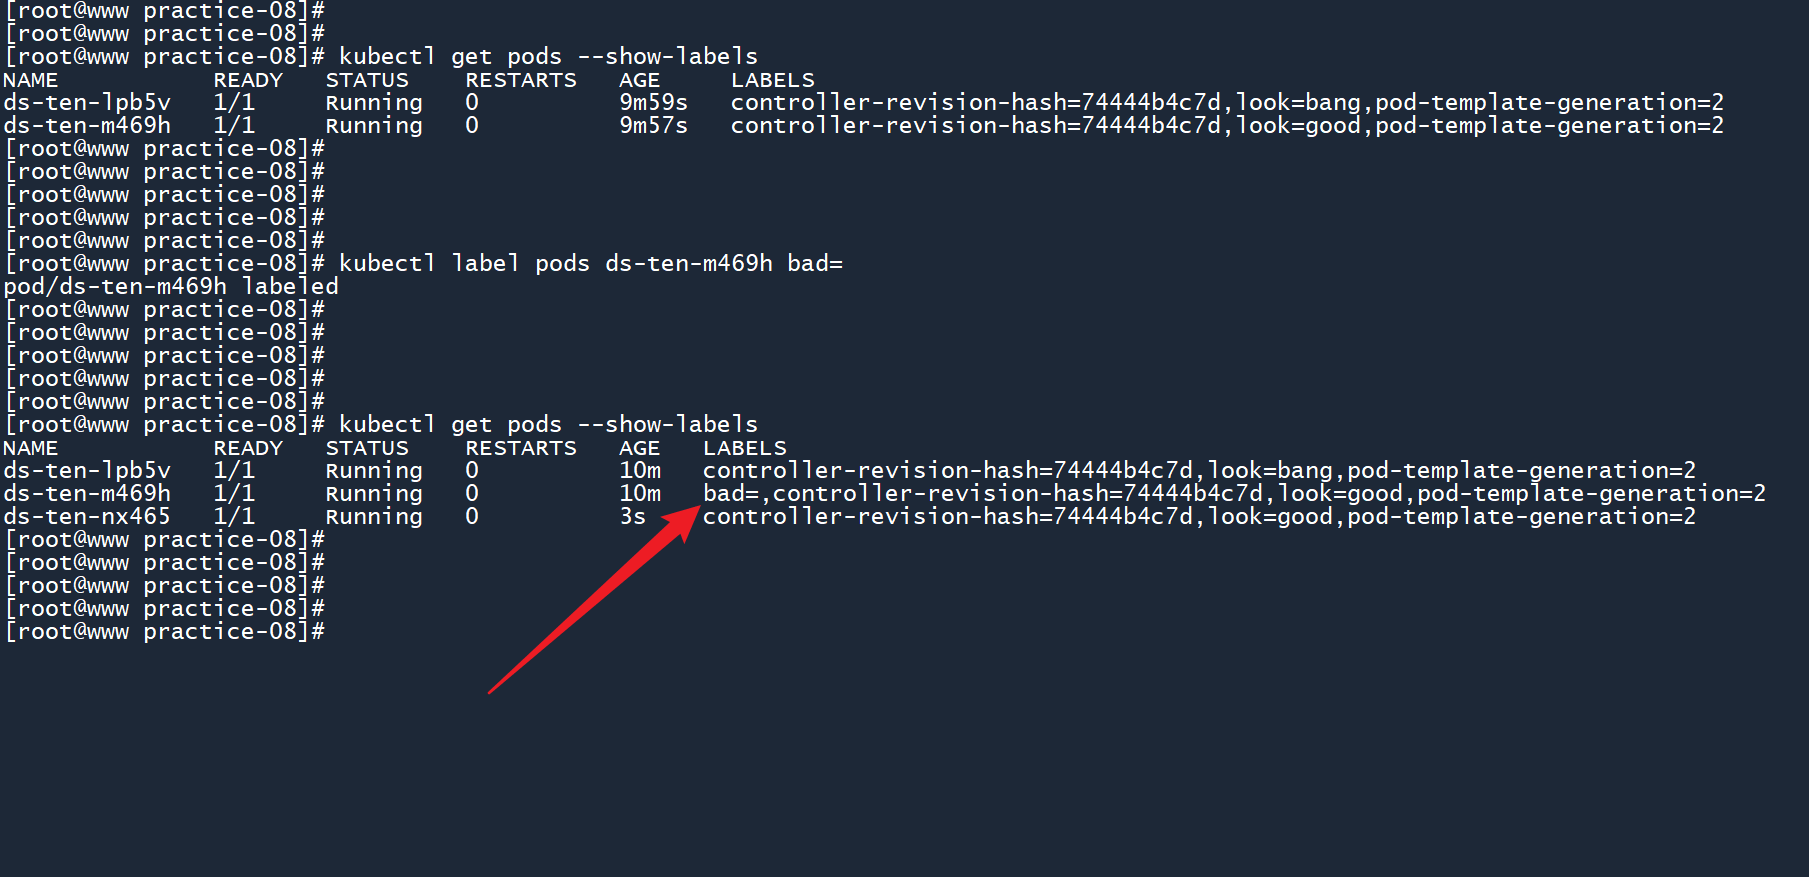 [root@www practice-08]#
[root@www practice-08]#
[root@www practice-08]# kubectl get pods --show-labels
NAME           READY   STATUS    RESTARTS   AGE     LABELS
ds-ten-lpb5v   1/1     Running   0          9m59s   controller-revision-hash=74444b4c7d,look=bang,pod-template-generation=2
ds-ten-m469h   1/1     Running   0          9m57s   controller-revision-hash=74444b4c7d,look=good,pod-template-generation=2
[root@www practice-08]#
[root@www practice-08]#
[root@www practice-08]#
[root@www practice-08]#
[root@www practice-08]#
[root@www practice-08]# kubectl label pods ds-ten-m469h bad=
pod/ds-ten-m469h labeled
[root@www practice-08]#
[root@www practice-08]#
[root@www practice-08]#
[root@www practice-08]#
[root@www practice-08]#
[root@www practice-08]# kubectl get pods --show-labels
NAME           READY   STATUS    RESTARTS   AGE   LABELS
ds-ten-lpb5v   1/1     Running   0          10m   controller-revision-hash=74444b4c7d,look=bang,pod-template-generation=2
ds-ten-m469h   1/1     Running   0          10m   bad=,controller-revision-hash=74444b4c7d,look=good,pod-template-generation=2
ds-ten-nx465   1/1     Running   0          3s    controller-revision-hash=74444b4c7d,look=good,pod-template-generation=2
[root@www practice-08]#
[root@www practice-08]#
[root@www practice-08]#
[root@www practice-08]#
[root@www practice-08]#